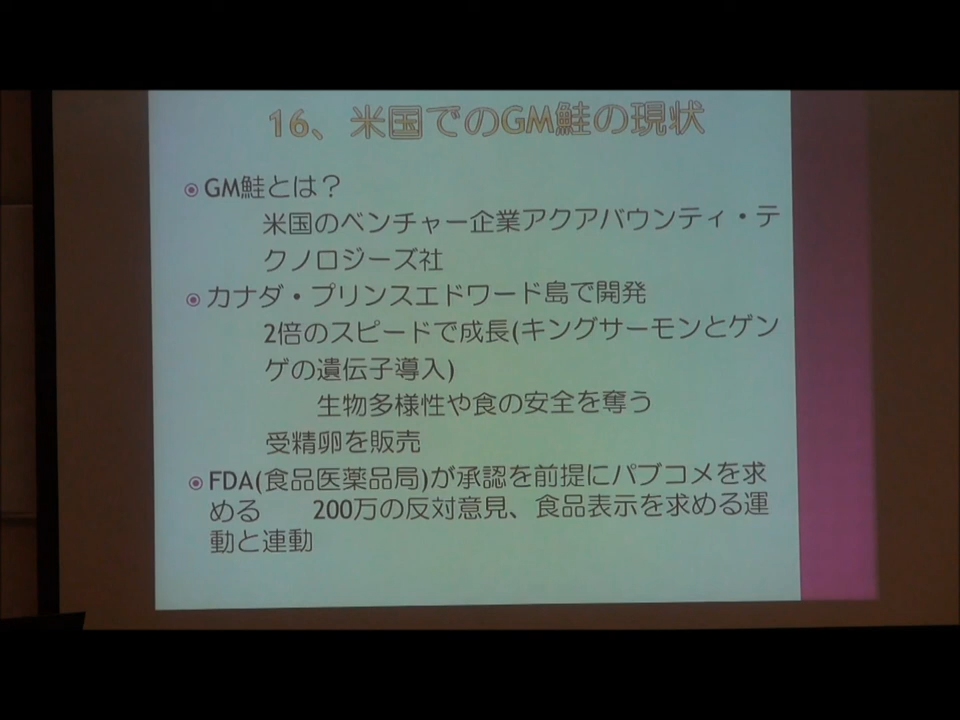 16、米国でのGM鮭の現状
GM鮭とは？
米国のベンチャー企業アクアバウンティ・テ
クノロジーズ社
カナダ・プリンスエドワード島で開発
2倍のスピードで成長(キングサーモンとゲン
ゲの遺伝子導入)
生物多様性や食の安全を奪う
受精卵を販売
FDA(食品医薬品局)が承認を前提にパブコメを求
める　　200万の反対意見、食品表示を求める運
動と連動